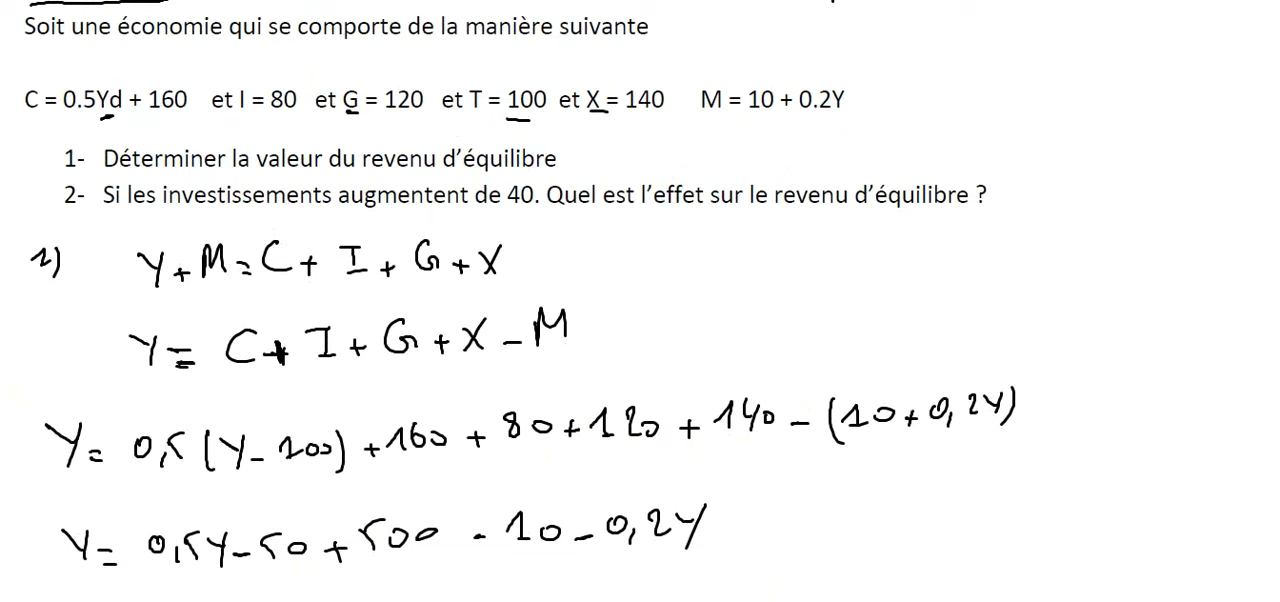 Soit une économie qui se comporte de la manière suivante
C = 0.5Yd + 160 et I = 80 et G = 120 et T = 100 et X = 140 M = 10 + 0.2Y
1- Déterminer la valeur du revenu d’équilibre
2- Si les investissements augmentent de 40. Quel est l’effet sur le revenu d’équilibre ?
1) Y + M = C + I + G + X
Y = C + I + G + X - M
Y = 0,5 (Y - 100) + 160 + 80 + 120 + 140 - (10 + 0,2Y)
Y = 0,5Y - 50 + 500 - 10 - 0,2Y